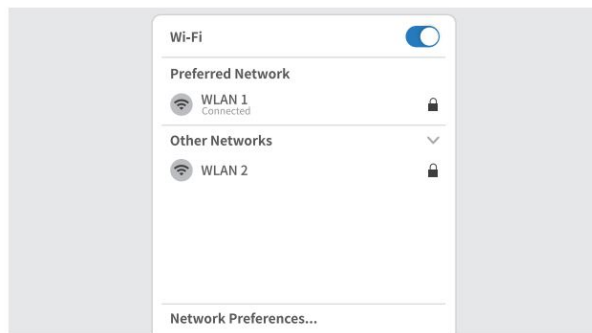 Wi-Fi
Preferred Network
WLAN 1
Connected
Other Networks
WLAN 2
Network Preferences...